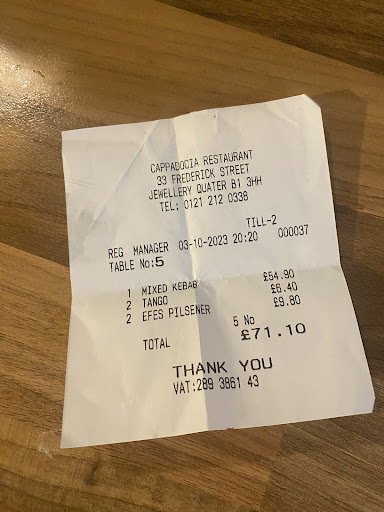 CAPPADOCIA RESTAURANT
33 FREDERICK STREET
JEWELLERY QUATER B1 3HH
TEL: 0121 212 0338
TILL-2
REG MANAGER 03-10-2023 20:20 000037
TABLE No:5
1 MIXED KEBAB £54.90
2 TANGO £6.40
2 EFES PILSENER £9.80
5 No
TOTAL £71.10
THANK YOU
VAT:289 3861 43